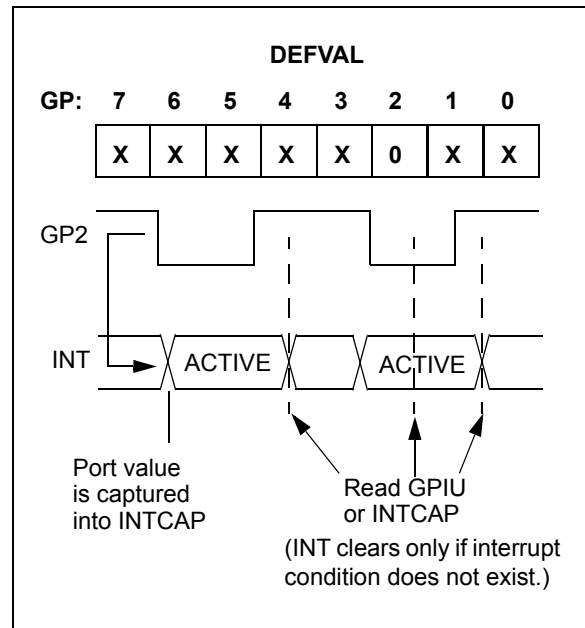 DEFVAL
GP: 7 6 5 4 3 2 1 0
X X X X X 0 X X
GP2
INT ACTIVE ACTIVE
Port value
is captured
into INTCAP
Read GPIU
or INTCAP
(INT clears only if interrupt
condition does not exist.)